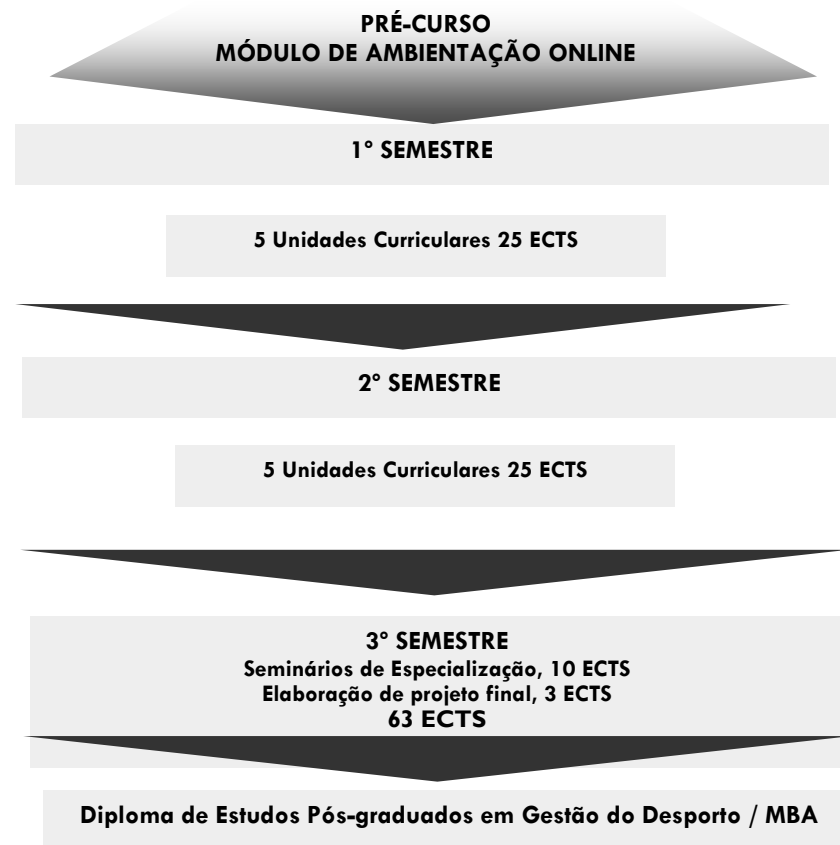 PRÉ-CURSO
MÓDULO DE AMBIENTAÇÃO ONLINE
1º SEMESTRE
5 Unidades Curriculares 25 ECTS
2º SEMESTRE
5 Unidades Curriculares 25 ECTS
3º SEMESTRE
Seminários de Especialização, 10 ECTS
Elaboração de projeto final, 3 ECTS
63 ECTS
Diploma de Estudos Pós-graduados em Gestão do Desporto / MBA